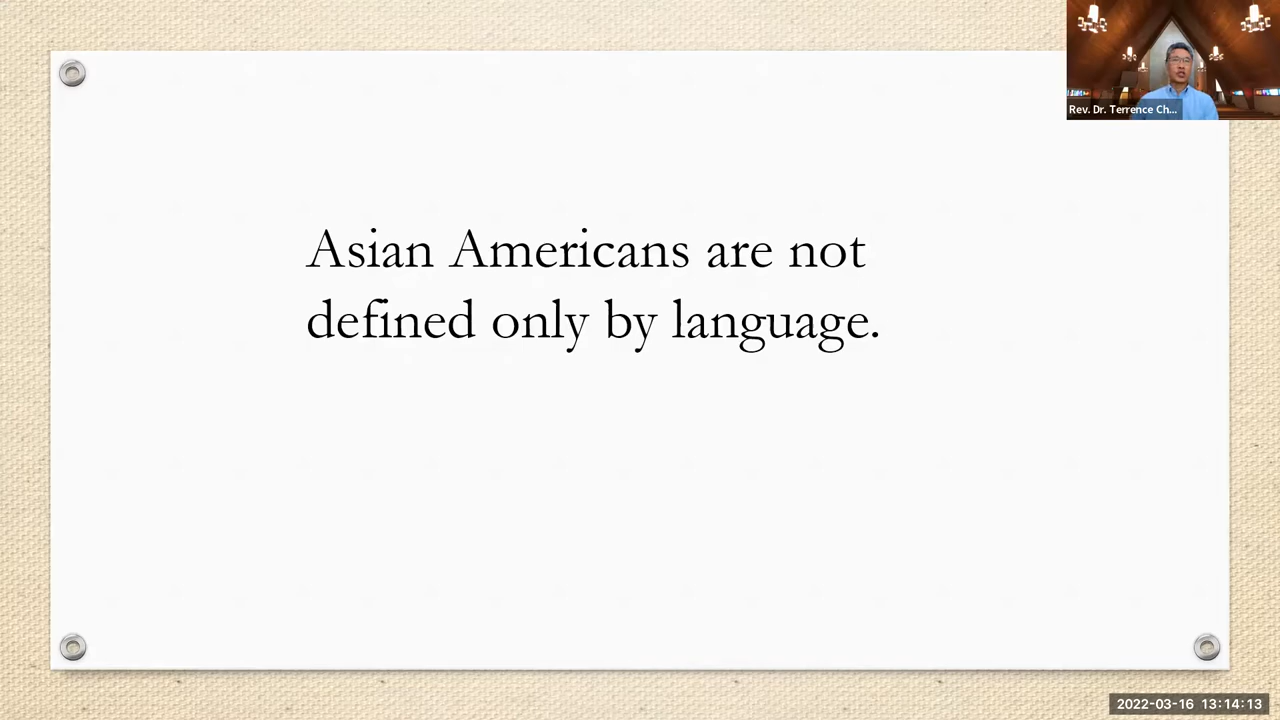 Rev. Dr. Terrence Ch...
Asian Americans are not
defined only by language.
2022-03-16 13:14:13